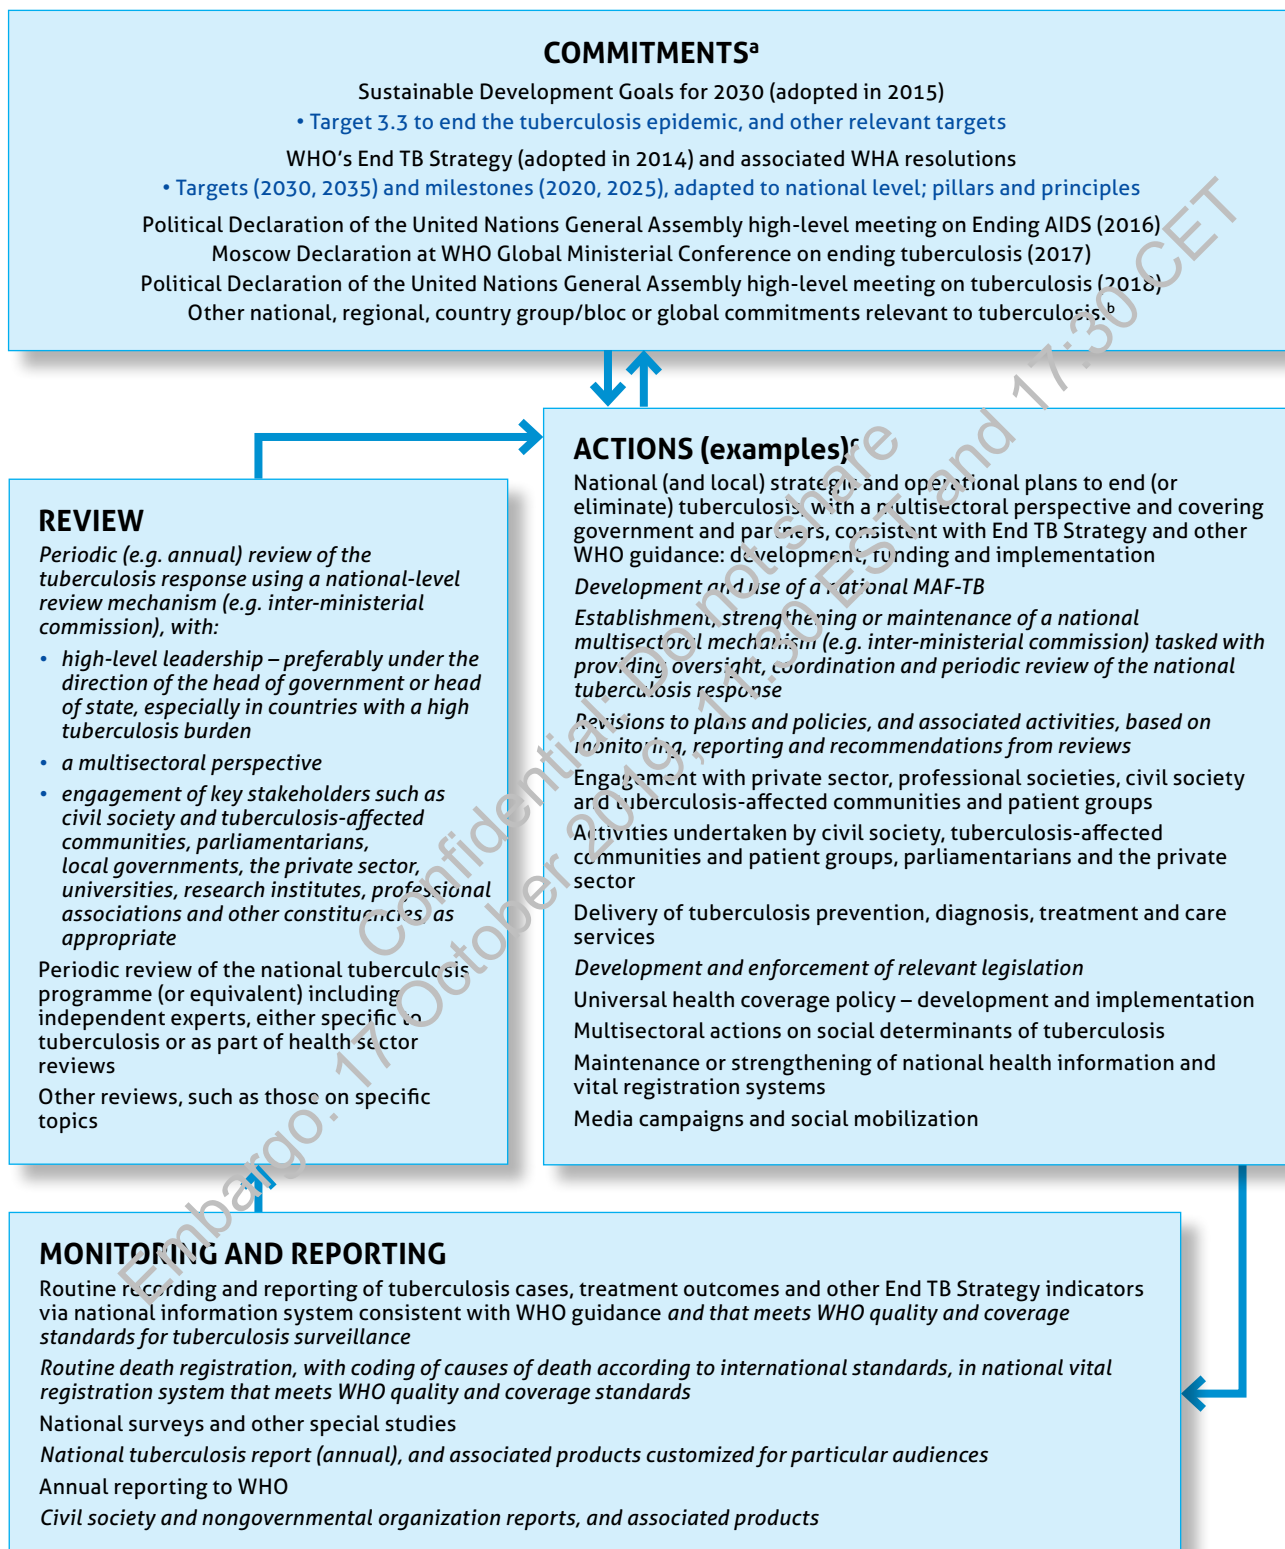 COMMITMENTSᵃ
Sustainable Development Goals for 2030 (adopted in 2015)
• Target 3.3 to end the tuberculosis epidemic, and other relevant targets
WHO's End TB Strategy (adopted in 2014) and associated WHA resolutions
• Targets (2030, 2035) and milestones (2020, 2025), adapted to national level; pillars and principles
Political Declaration of the United Nations General Assembly high-level meeting on Ending AIDS (2016)
Moscow Declaration at WHO Global Ministerial Conference on ending tuberculosis (2017)
Political Declaration of the United Nations General Assembly high-level meeting on tuberculosis (2018)
Other national, regional, country group/bloc or global commitments relevant to tuberculosis.ᵇ
REVIEW
Periodic (e.g. annual) review of the
tuberculosis response using a national-level
review mechanism (e.g. inter-ministerial
commission), with:
• high-level leadership – preferably under the
direction of the head of government or head
of state, especially in countries with a high
tuberculosis burden
• a multisectoral perspective
• engagement of key stakeholders such as
civil society and tuberculosis-affected
communities, parliamentarians,
local governments, the private sector,
universities, research institutes, professional
associations and other constituencies, as
appropriate
Periodic review of the national tuberculosis
programme (or equivalent) including
independent experts, either specific to
tuberculosis or as part of health sector
reviews
Other reviews, such as those on specific
topics
ACTIONS (examples)ᶜ
National (and local) strategic and operational plans to end (or
eliminate) tuberculosis, with a multisectoral perspective and covering
government and partners, consistent with End TB Strategy and other
WHO guidance: development, funding and implementation
Development and use of a national MAF-TB
Establishment, strengthening or maintenance of a national
multisectoral mechanism (e.g. inter-ministerial commission) tasked with
providing oversight, coordination and periodic review of the national
tuberculosis response
Revisions to plans and policies, and associated activities, based on
monitoring, reporting and recommendations from reviews
Engagement with private sector, professional societies, civil society
and tuberculosis-affected communities and patient groups
Activities undertaken by civil society, tuberculosis-affected
communities and patient groups, parliamentarians and the private
sector
Delivery of tuberculosis prevention, diagnosis, treatment and care
services
Development and enforcement of relevant legislation
Universal health coverage policy – development and implementation
Multisectoral actions on social determinants of tuberculosis
Maintenance or strengthening of national health information and
vital registration systems
Media campaigns and social mobilization
MONITORING AND REPORTING
Routine recording and reporting of tuberculosis cases, treatment outcomes and other End TB Strategy indicators
via national information system consistent with WHO guidance and that meets WHO quality and coverage
standards for tuberculosis surveillance
Routine death registration, with coding of causes of death according to international standards, in national vital
registration system that meets WHO quality and coverage standards
National surveys and other special studies
National tuberculosis report (annual), and associated products customized for particular audiences
Annual reporting to WHO
Civil society and nongovernmental organization reports, and associated products
Confidential: Do not share
Embargo: 17 October 2019, 11:30 EST and 17:30 CET